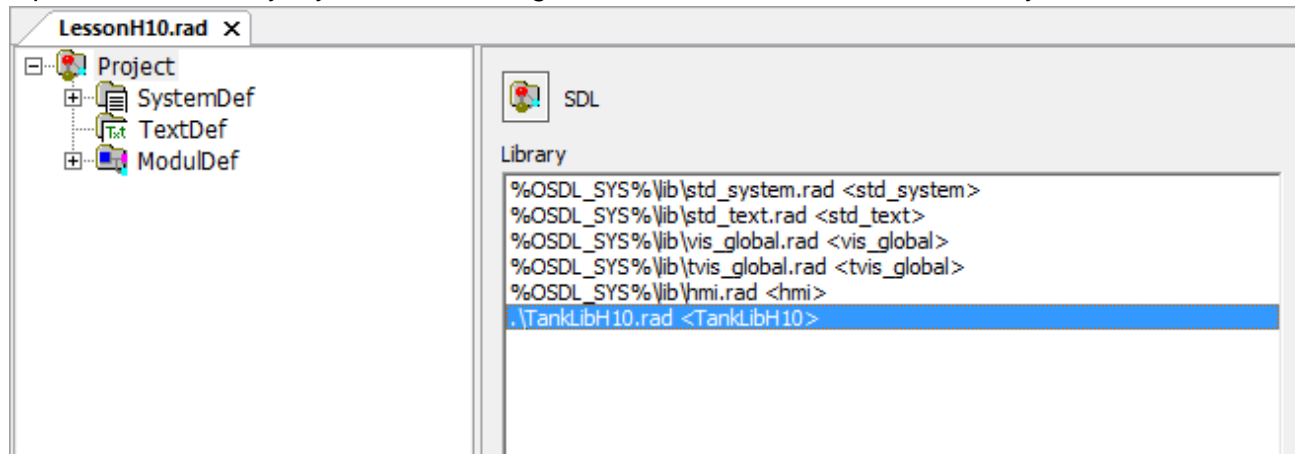 LessonH10.rad X
Project
SystemDef
Txt TextDef
ModulDef
SDL
Library
%OSDL_SYS%\lib\std_system.rad <std_system>
%OSDL_SYS%\lib\std_text.rad <std_text>
%OSDL_SYS%\lib\vis_global.rad <vis_global>
%OSDL_SYS%\lib\tvis_global.rad <tvis_global>
%OSDL_SYS%\lib\hmi.rad <hmi>
.\TankLibH10.rad <TankLibH10>